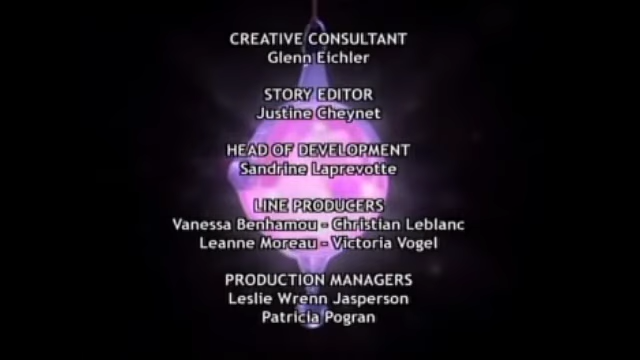 CREATIVE CONSULTANT
Glenn Eichler
STORY EDITOR
Justine Cheynet
HEAD OF DEVELOPMENT
Sandrine Laprevotte
LINE PRODUCERS
Vanessa Benhamou - Christian Leblanc
Leanne Moreau - Victoria Vogel
PRODUCTION MANAGERS
Leslie Wrenn Jasperson
Patricia Pogran